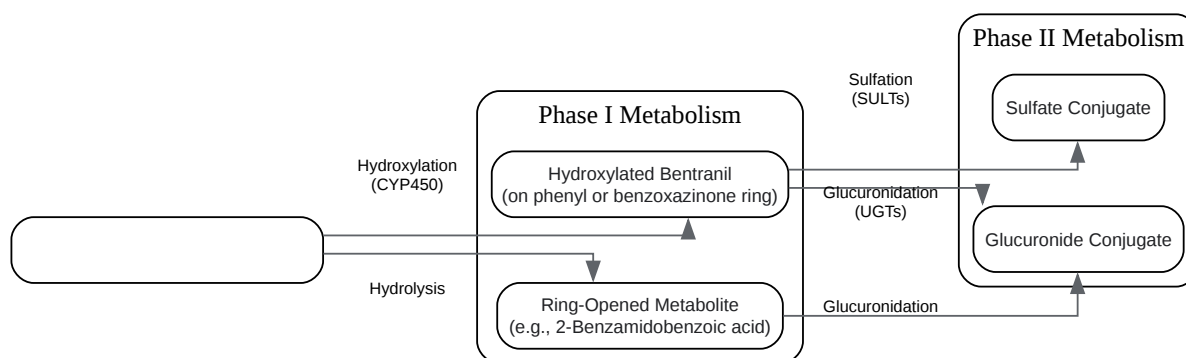 Phase II Metabolism
Sulfation
(SULTs)
Sulfate Conjugate
Phase I Metabolism
Hydroxylation
(CYP450)
Hydroxylated Bentranil
(on phenyl or benzoxazinone ring)
Glucuronidation
(UGTs)
Glucuronide Conjugate
Hydrolysis
Ring-Opened Metabolite
(e.g., 2-Benzamidobenzoic acid)
Glucuronidation